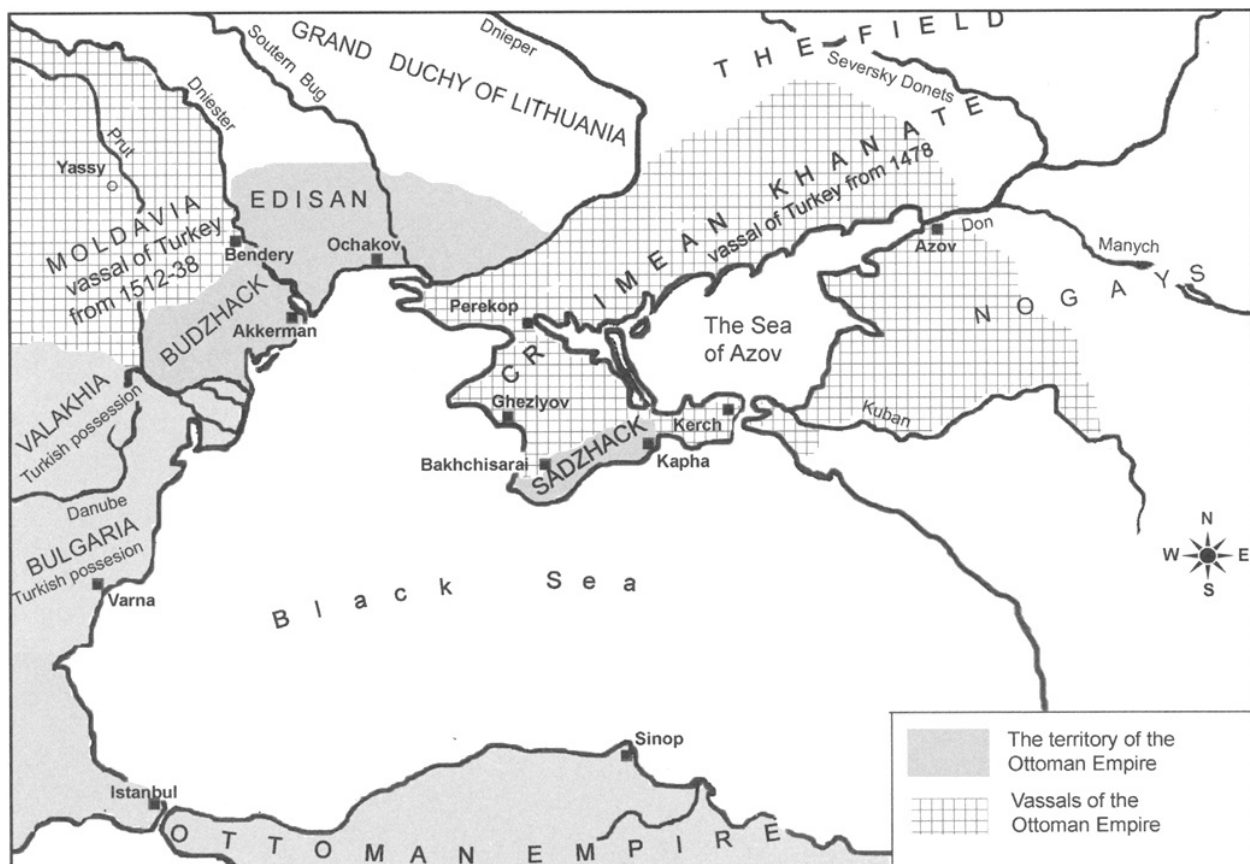 THE FIELD
GRAND DUCHY OF LITHUANIA
Dnieper
Soutern Bug
Seversky Donets
Dniester
Prut
Yassy
EDISAN
CRIMEAN KHANATE
vassal of Turkey from 1478
MOLDAVIA
vassal of Turkey
from 1512-38
Bendery
Ochakov
Azov
Don
Manych
NOGAYS
BUDZHACK
Akkerman
Perekop
The Sea
of Azov
VALAKHIA
Turkish possession
Ghezlyov
Kerch
Kuban
Bakhchisarai
SADZHACK
Kapha
Danube
BULGARIA
Turkish possesion
Varna
Black Sea
N
W E
S
Sinop
Istanbul
OTTOMAN EMPIRE
The territory of the
Ottoman Empire
Vassals of the
Ottoman Empire